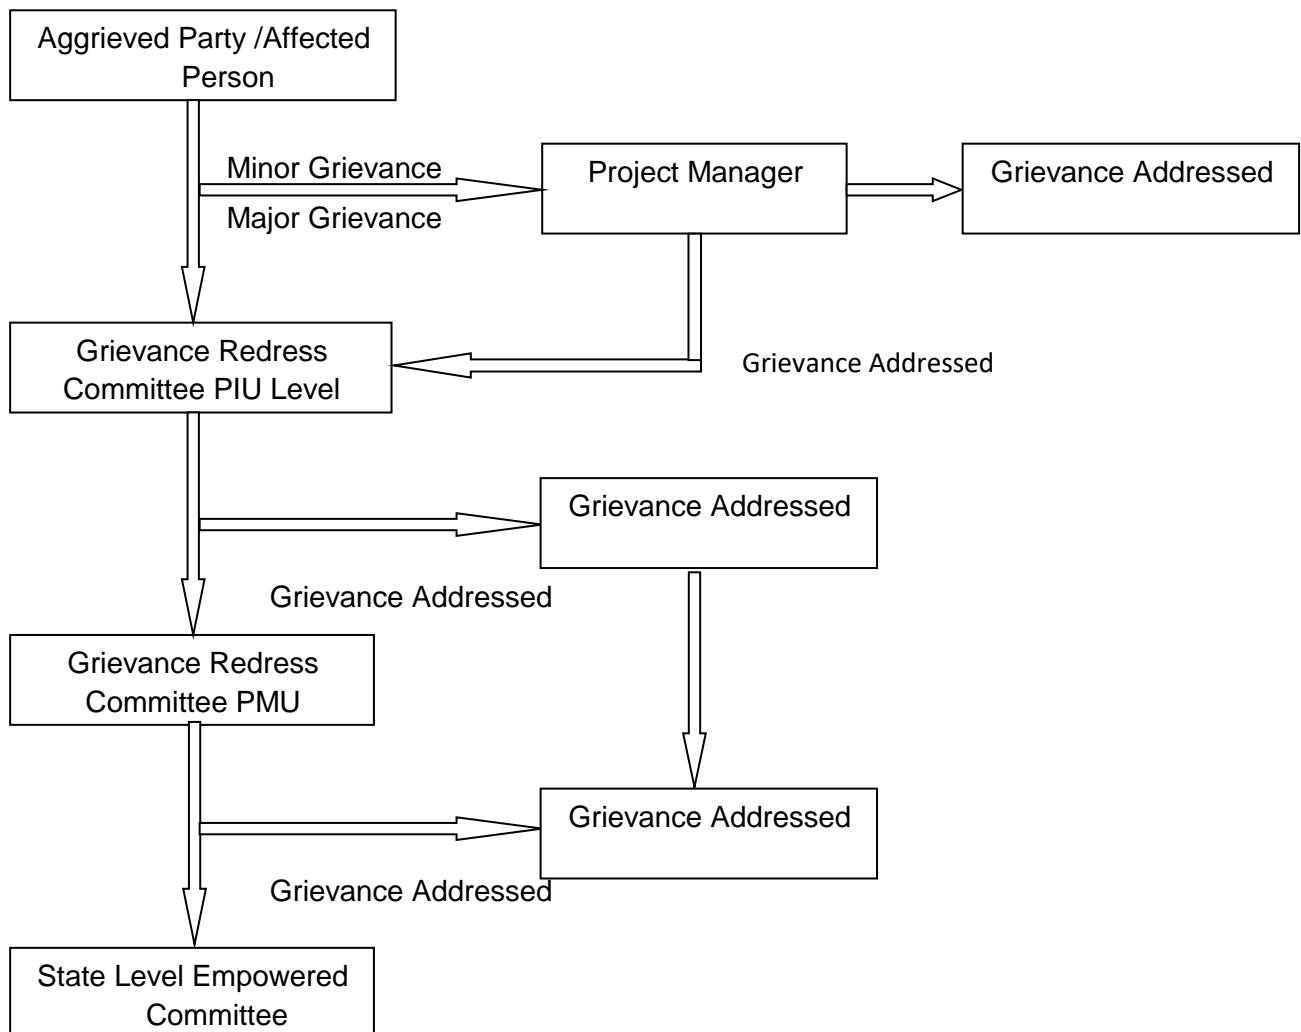 Aggrieved Party /Affected
Person
Minor Grievance
Project Manager
Grievance Addressed
Major Grievance
Grievance Redress
Committee PIU Level
Grievance Addressed
Grievance Addressed
Grievance Addressed
Grievance Redress
Committee PMU
Grievance Addressed
Grievance Addressed
State Level Empowered
Committee